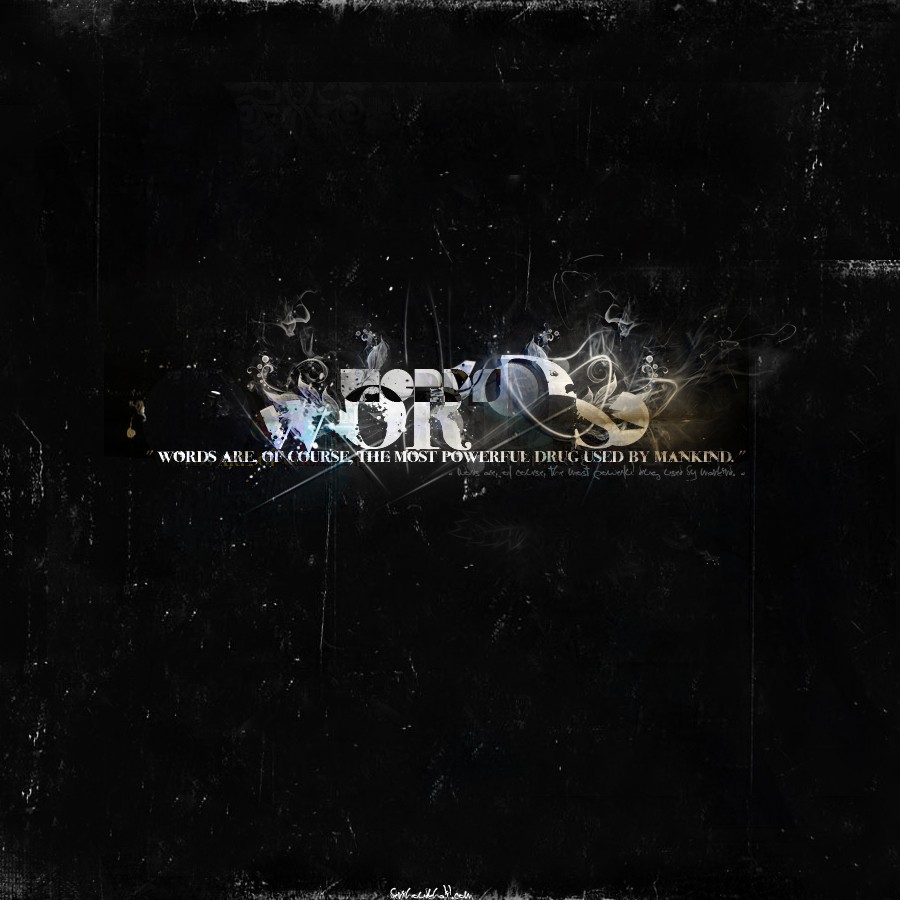 WORDS
WORDS
" WORDS ARE, OF COURSE, THE MOST POWERFUL DRUG USED BY MANKIND. "
" Words are, of course, the most powerful drug used by mankind. "